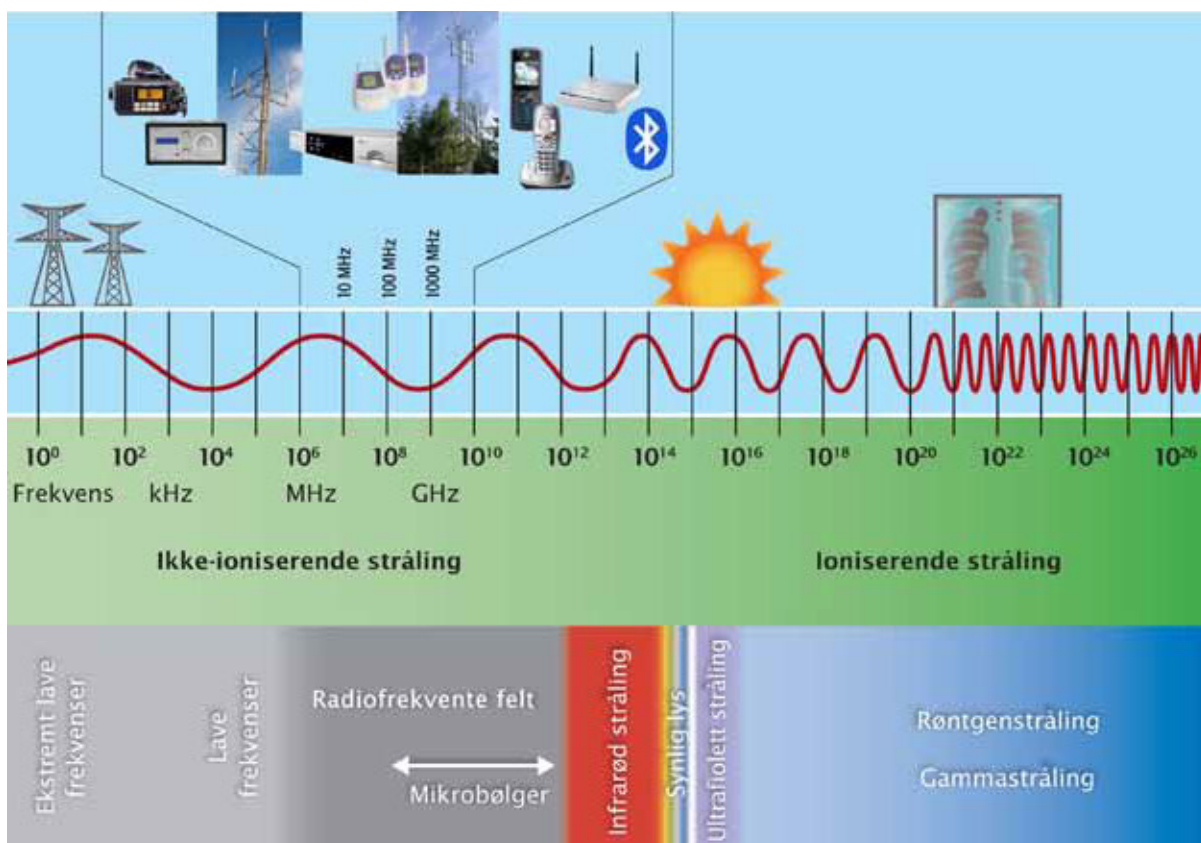 10 MHz
100 MHz
1000 MHz
10⁰ 10² 10⁴ 10⁶ 10⁸ 10¹⁰ 10¹² 10¹⁴ 10¹⁶ 10¹⁸ 10²⁰ 10²² 10²⁴ 10²⁶
Frekvens kHz MHz GHz
Ikke-ioniserende stråling
Ioniserende stråling
Ekstremt lave
frekvenser
Lave
frekvenser
Radiofrekvente felt
Mikrobølger
Infrarød stråling
Synlig lys
Ultrafiolett stråling
Røntgenstråling
Gammastråling